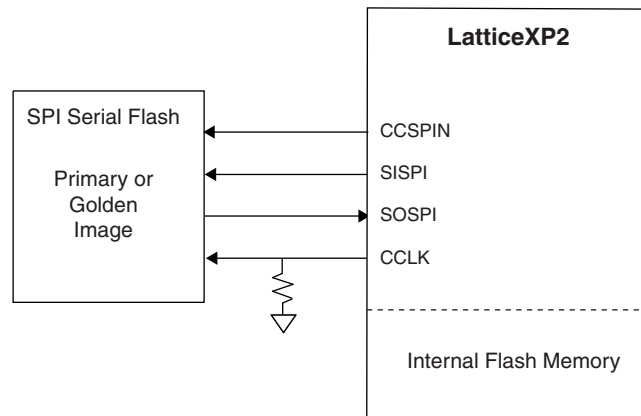 LatticeXP2
SPI Serial Flash
Primary or
Golden
Image
CCSPIN
SISPI
SOSPI
CCLK
Internal Flash Memory